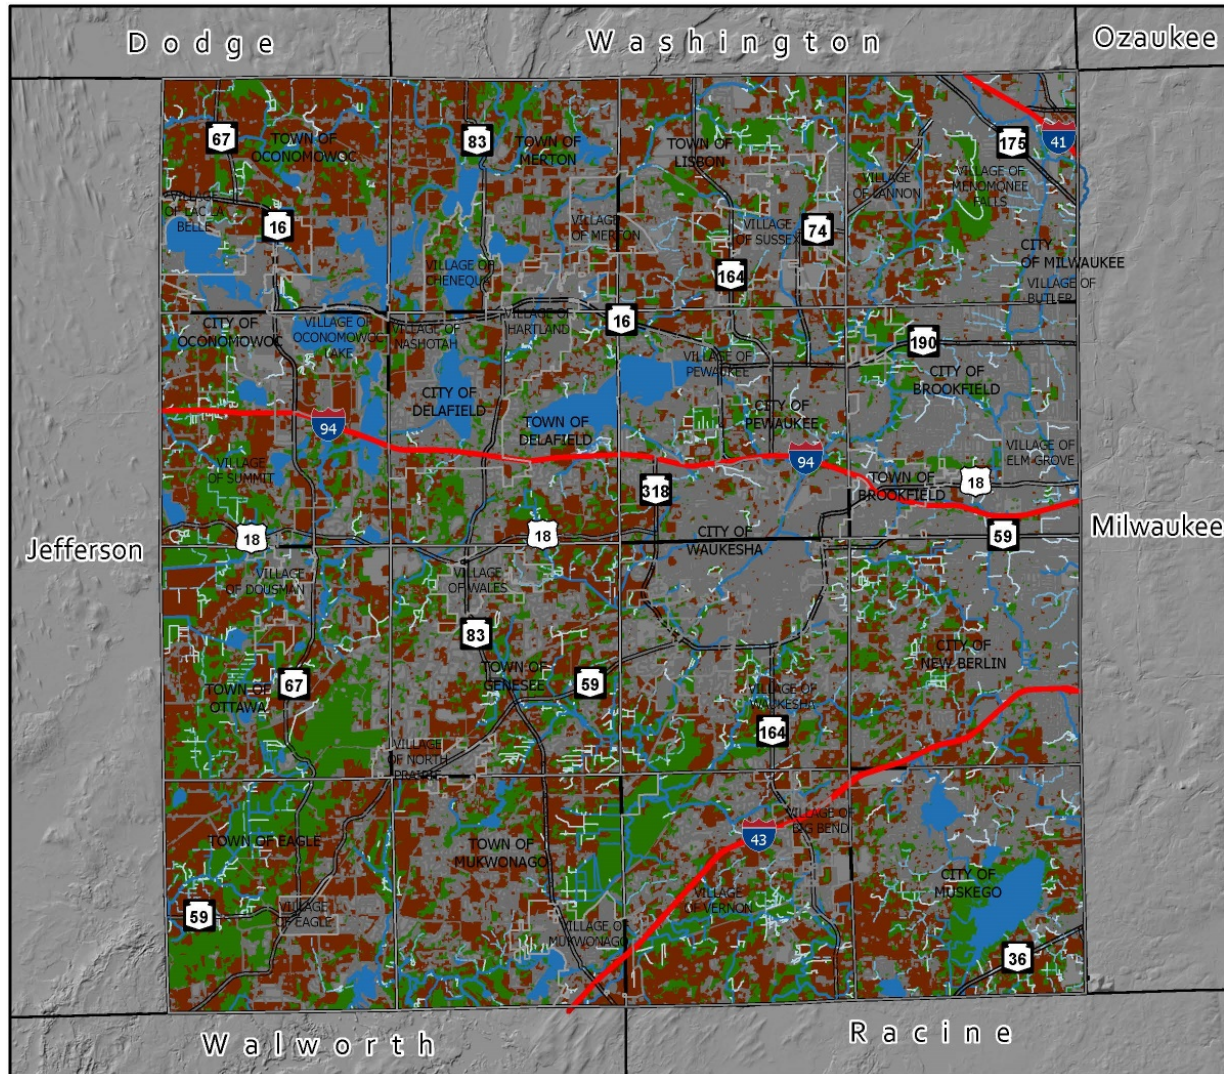 Dodge
Washington
Ozaukee
67
TOWN OF
OCONOMOWOC
83
TOWN OF
MERTON
TOWN OF
LISBON
175
41
VILLAGE
OF LANNON
VILLAGE OF
MENOMONEE
FALLS
VILLAGE
OF LAC LA
BELLE
16
VILLAGE
OF MERTON
VILLAGE
OF SUSSEX
74
CITY
OF MILWAUKEE
VILLAGE OF
CHENEQUA
164
VILLAGE OF
BUTLER
CITY OF
OCONOMOWOC
VILLAGE OF
OCONOMOWOC
LAKE
VILLAGE OF
NASHOTAH
VILLAGE OF
HARTLAND
16
190
VILLAGE OF
PEWAUKEE
CITY OF
BROOKFIELD
CITY OF
DELAFIELD
TOWN OF
DELAFIELD
CITY OF
PEWAUKEE
94
VILLAGE
OF SUMMIT
94
VILLAGE OF
ELM GROVE
318
TOWN OF
BROOKFIELD
18
Jefferson
18
18
CITY OF
WAUKESHA
59
Milwaukee
VILLAGE
OF DOUSMAN
VILLAGE
OF WALES
83
CITY OF
NEW BERLIN
TOWN OF
OTTAWA
67
TOWN OF
GENESEE
59
VILLAGE OF
WAUKESHA
164
VILLAGE
OF NORTH
PRAIRIE
TOWN OF EAGLE
TOWN OF
MUKWONAGO
43
VILLAGE OF
BIG BEND
CITY OF
MUSKEGO
59
VILLAGE
OF EAGLE
VILLAGE
OF VERNON
VILLAGE OF
MUKWONAGO
36
Walworth
Racine